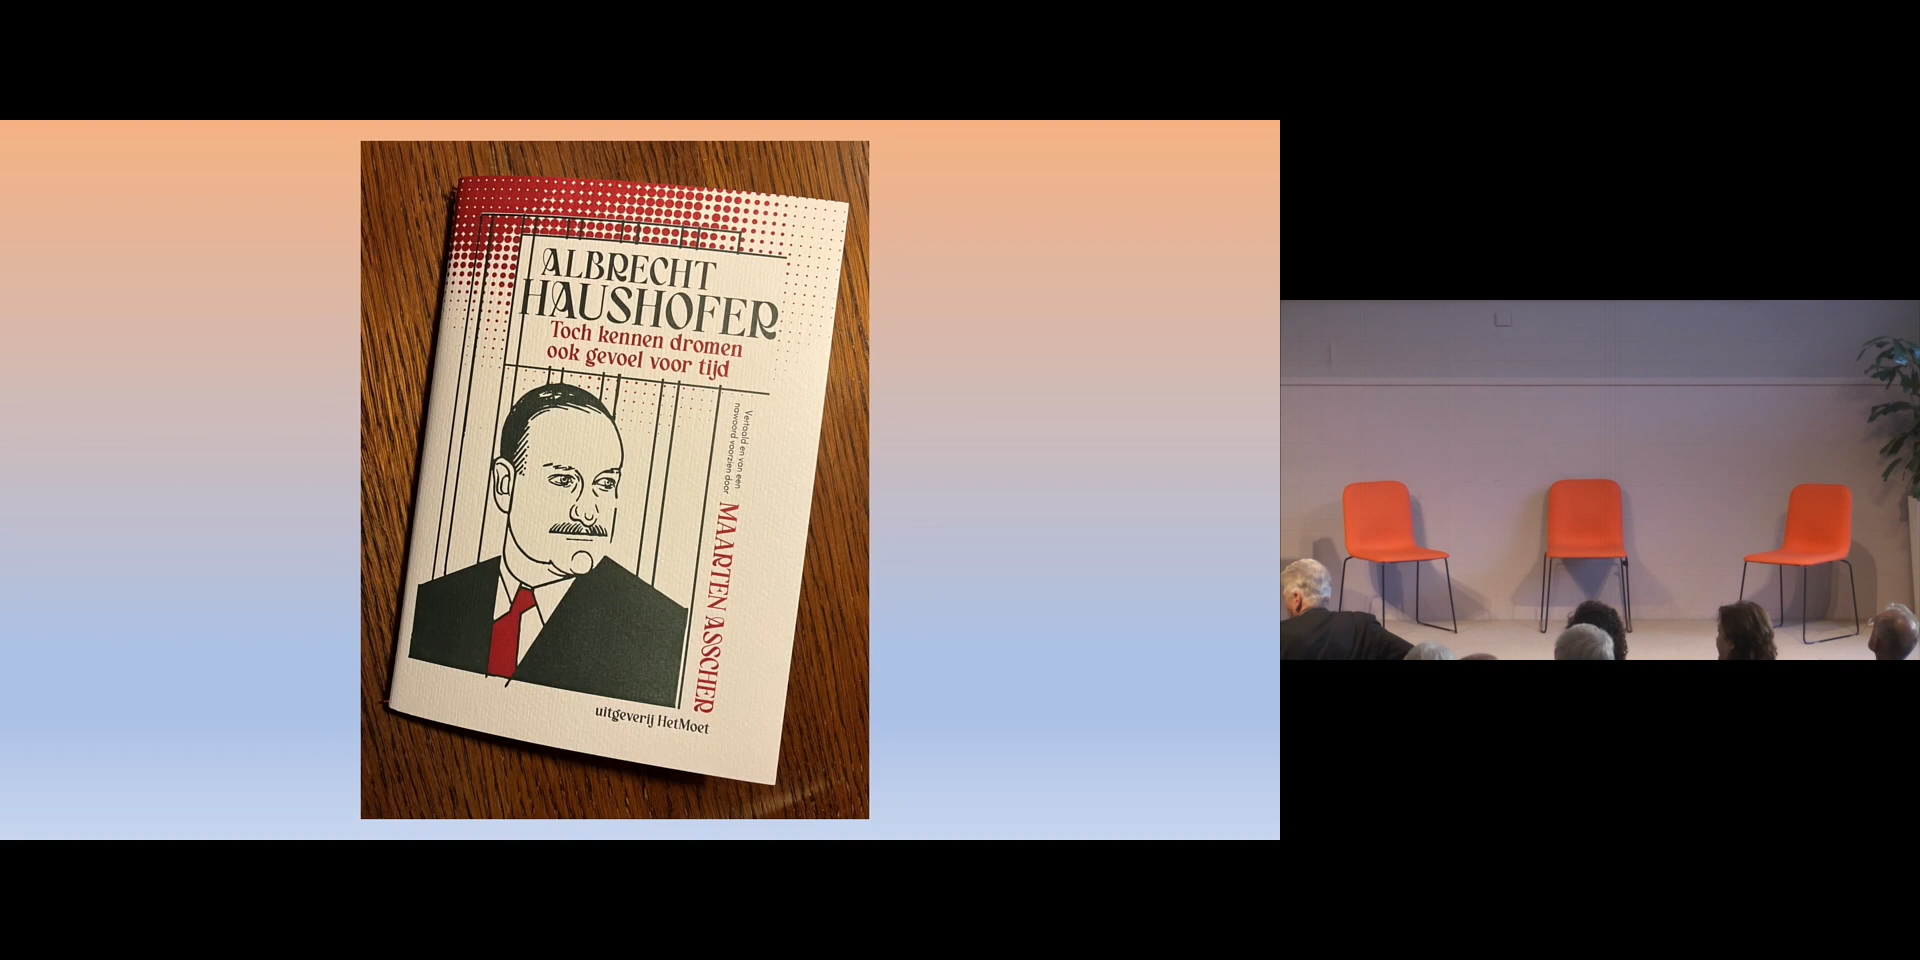 ALBRECHT
HAUSHOFER
Toch kennen dromen
ook gevoel voor tijd
Vertaald en van een
nawoord voorzien door
MAARTEN ASSCHER
uitgeverij HetMoet